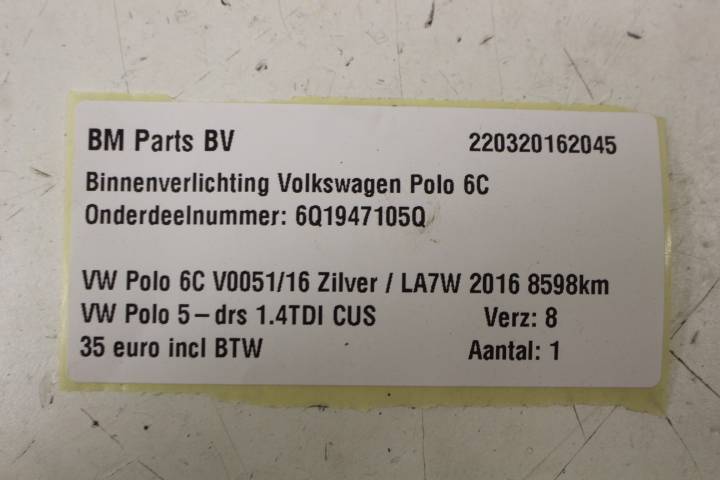 BM Parts BV 220320162045
Binnenverlichting Volkswagen Polo 6C
Onderdeelnummer: 6Q1947105Q
VW Polo 6C V0051/16 Zilver / LA7W 2016 8598km
VW Polo 5-drs 1.4TDI CUS Verz: 8
35 euro incl BTW Aantal: 1